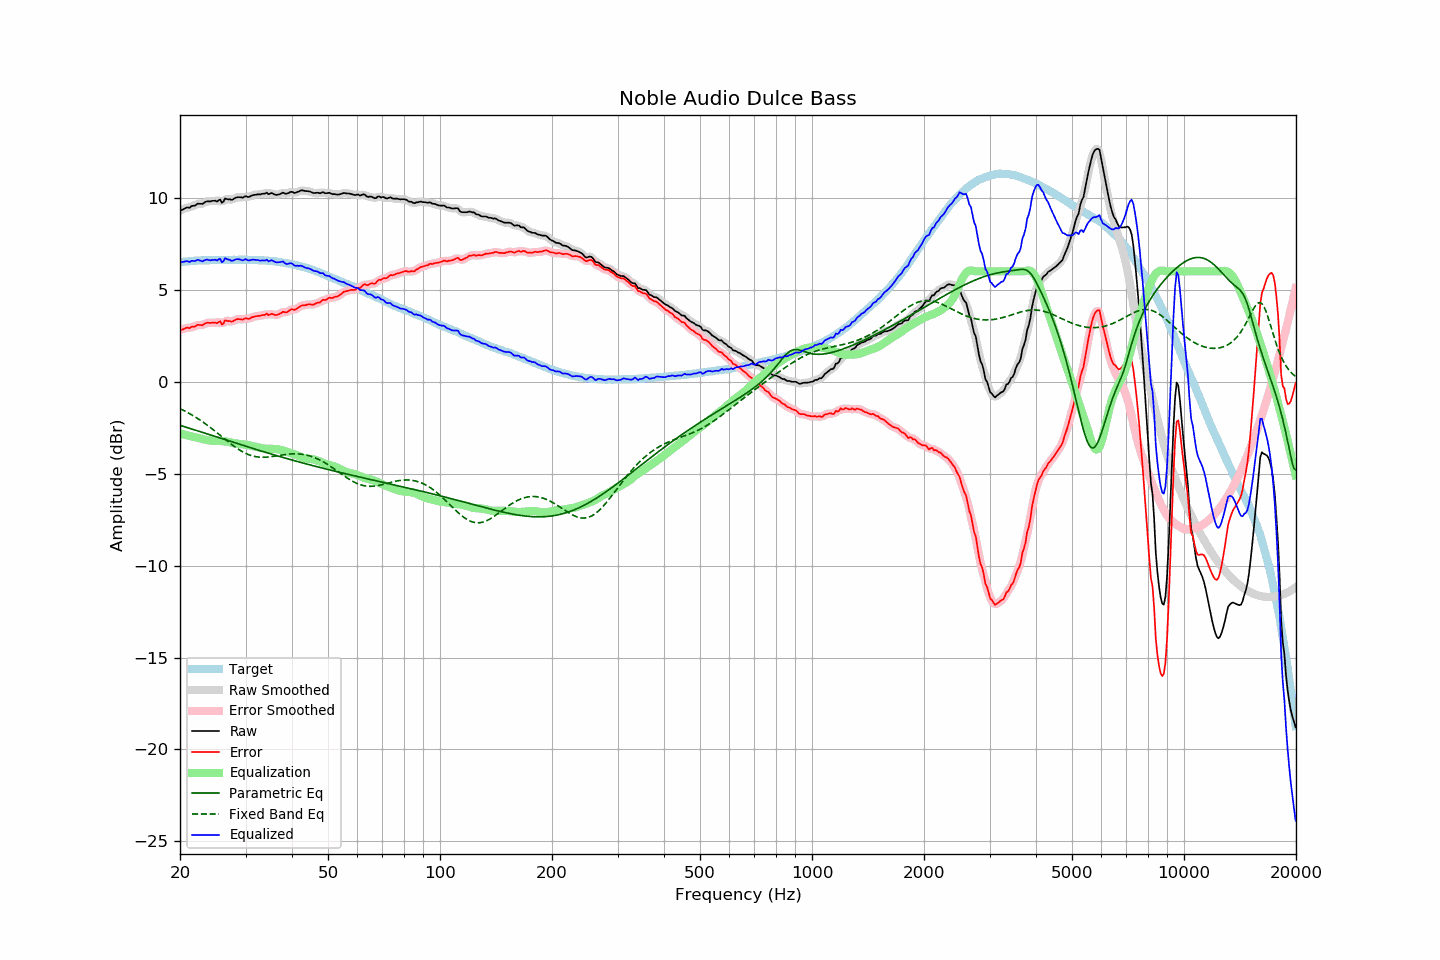 Noble Audio Dulce Bass
Amplitude (dBr)
10
5
0
−5
−10
−15
−20
−25
Target
Raw Smoothed
Error Smoothed
Raw
Error
Equalization
Parametric Eq
Fixed Band Eq
Equalized
20 50 100 200 500 1000 2000 5000 10000 20000
Frequency (Hz)